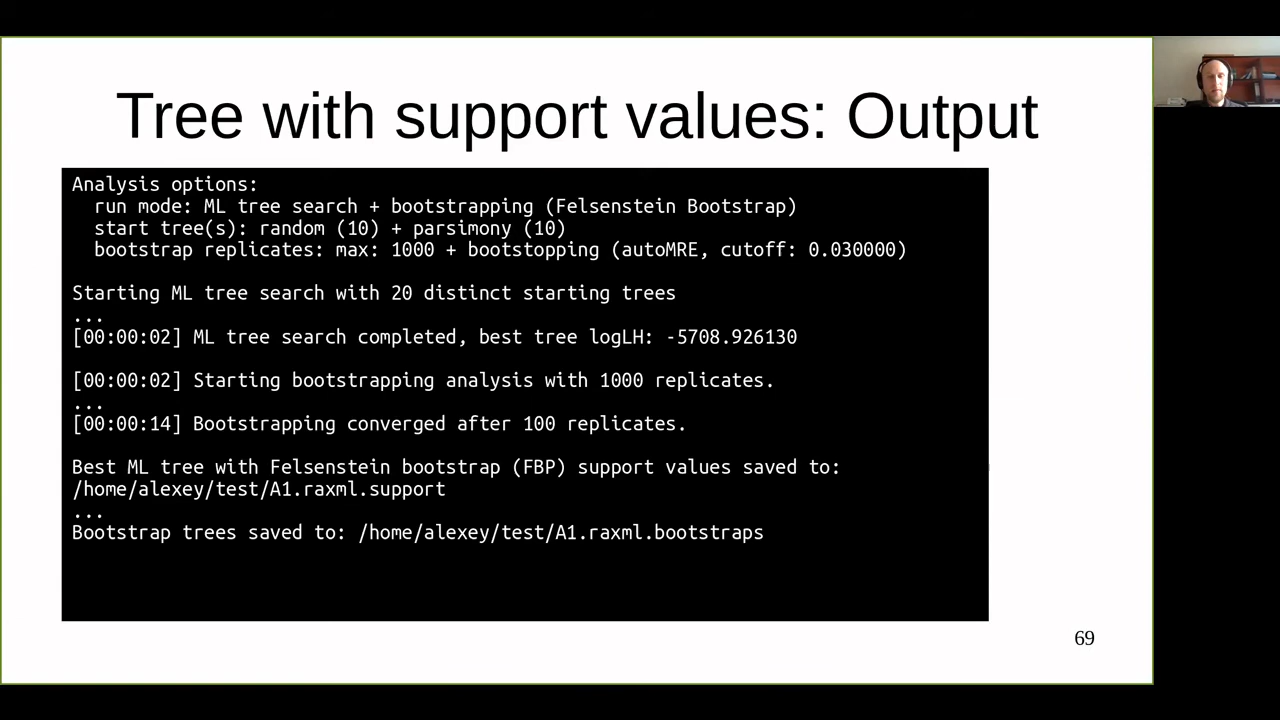 Tree with support values: Output
Analysis options:
run mode: ML tree search + bootstrapping (Felsenstein Bootstrap)
start tree(s): random (10) + parsimony (10)
bootstrap replicates: max: 1000 + bootstopping (autoMRE, cutoff: 0.030000)
Starting ML tree search with 20 distinct starting trees
...
[00:00:02] ML tree search completed, best tree logLH: -5708.926130
[00:00:02] Starting bootstrapping analysis with 1000 replicates.
...
[00:00:14] Bootstrapping converged after 100 replicates.
Best ML tree with Felsenstein bootstrap (FBP) support values saved to:
/home/alexey/test/A1.raxml.support
...
Bootstrap trees saved to: /home/alexey/test/A1.raxml.bootstraps
69